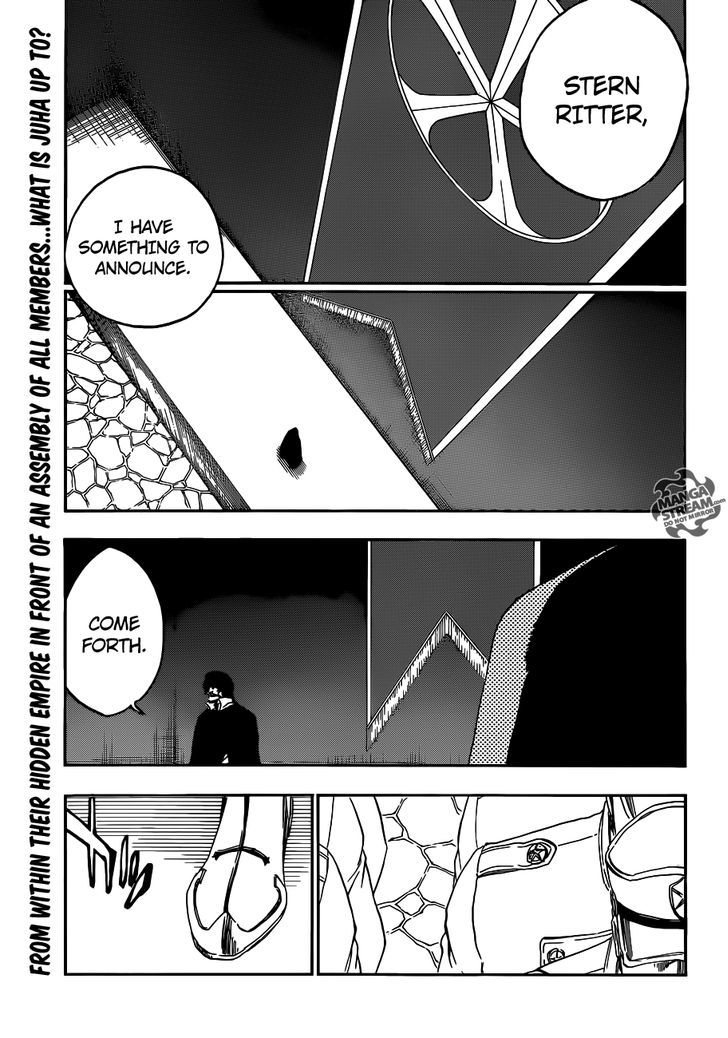 FROM WITHIN THEIR HIDDEN EMPIRE IN FRONT OF AN ASSEMBLY OF ALL MEMBERS...WHAT IS JUHA UP TO?
STERN
RITTER,
I HAVE
SOMETHING TO
ANNOUNCE.
MANGA
STREAM.com
DO NOT MIRROR
COME
FORTH.